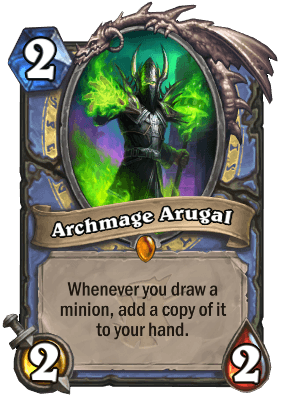 2
Archmage Arugal
Whenever you draw a
minion, add a copy of it
to your hand.
2
2